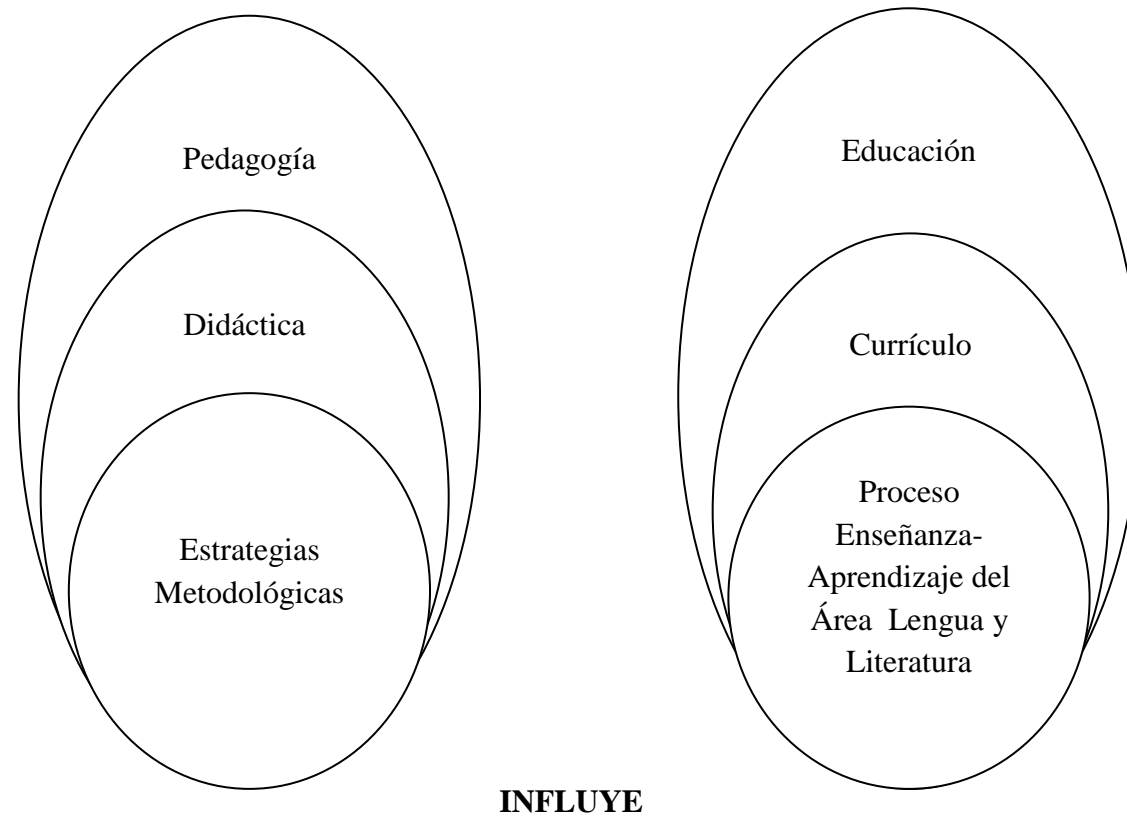 Pedagogía
Didáctica
Estrategias
Metodológicas
Educación
Currículo
Proceso
Enseñanza-
Aprendizaje del
Área Lengua y
Literatura
INFLUYE